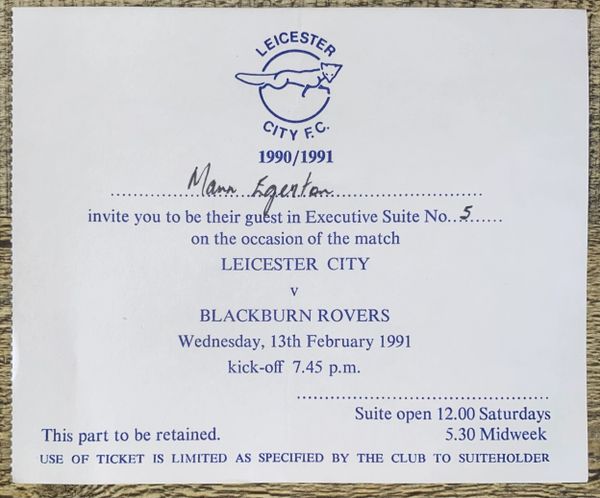 LEICESTER
CITY F.C.
1990/1991
Mann Egerton
invite you to be their guest in Executive Suite No..5......
on the occasion of the match
LEICESTER CITY
v
BLACKBURN ROVERS
Wednesday, 13th February 1991
kick-off 7.45 p.m.
Suite open 12.00 Saturdays
This part to be retained. 5.30 Midweek
USE OF TICKET IS LIMITED AS SPECIFIED BY THE CLUB TO SUITEHOLDER